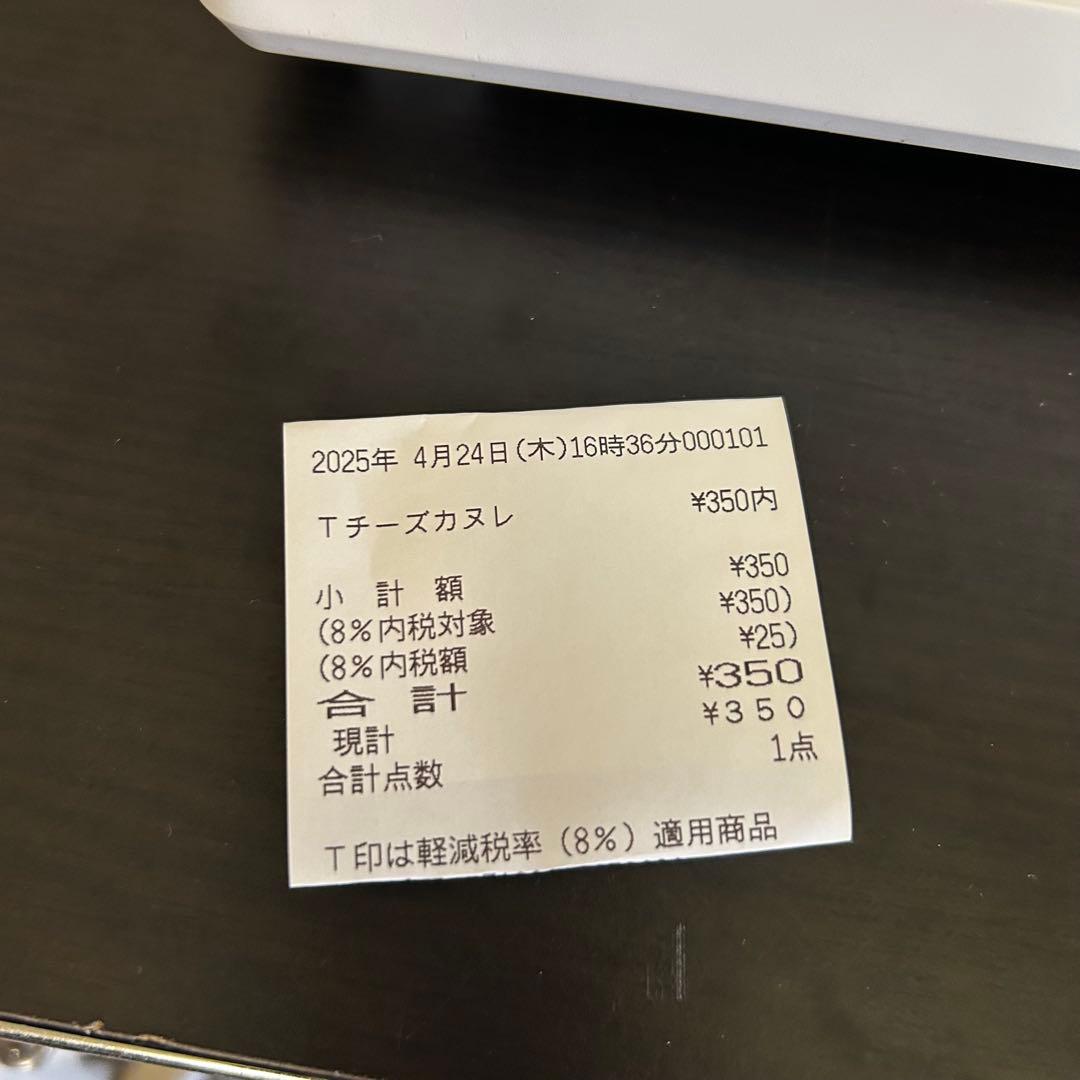 2025年 4月24日(木)16時36分000101
Tチーズカヌレ ¥350内
小計額 ¥350
(8%内税対象 ¥350)
(8%内税額 ¥25)
合計 ¥350
現計 ¥350
合計点数 1点
T印は軽減税率(8%)適用商品